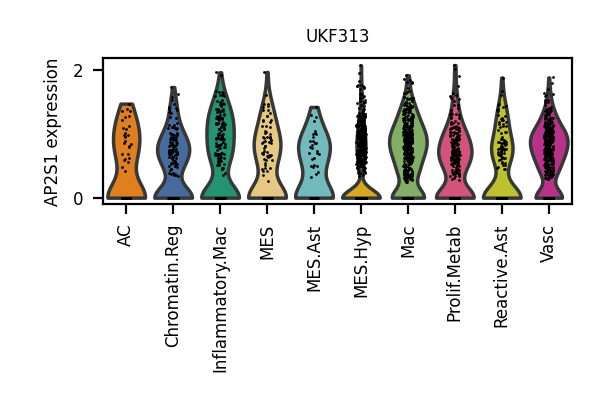 UKF313
AP2S1 expression
2
0
AC
Chromatin.Reg
Inflammatory.Mac
MES
MES.Ast
MES.Hyp
Mac
Prolif.Metab
Reactive.Ast
Vasc